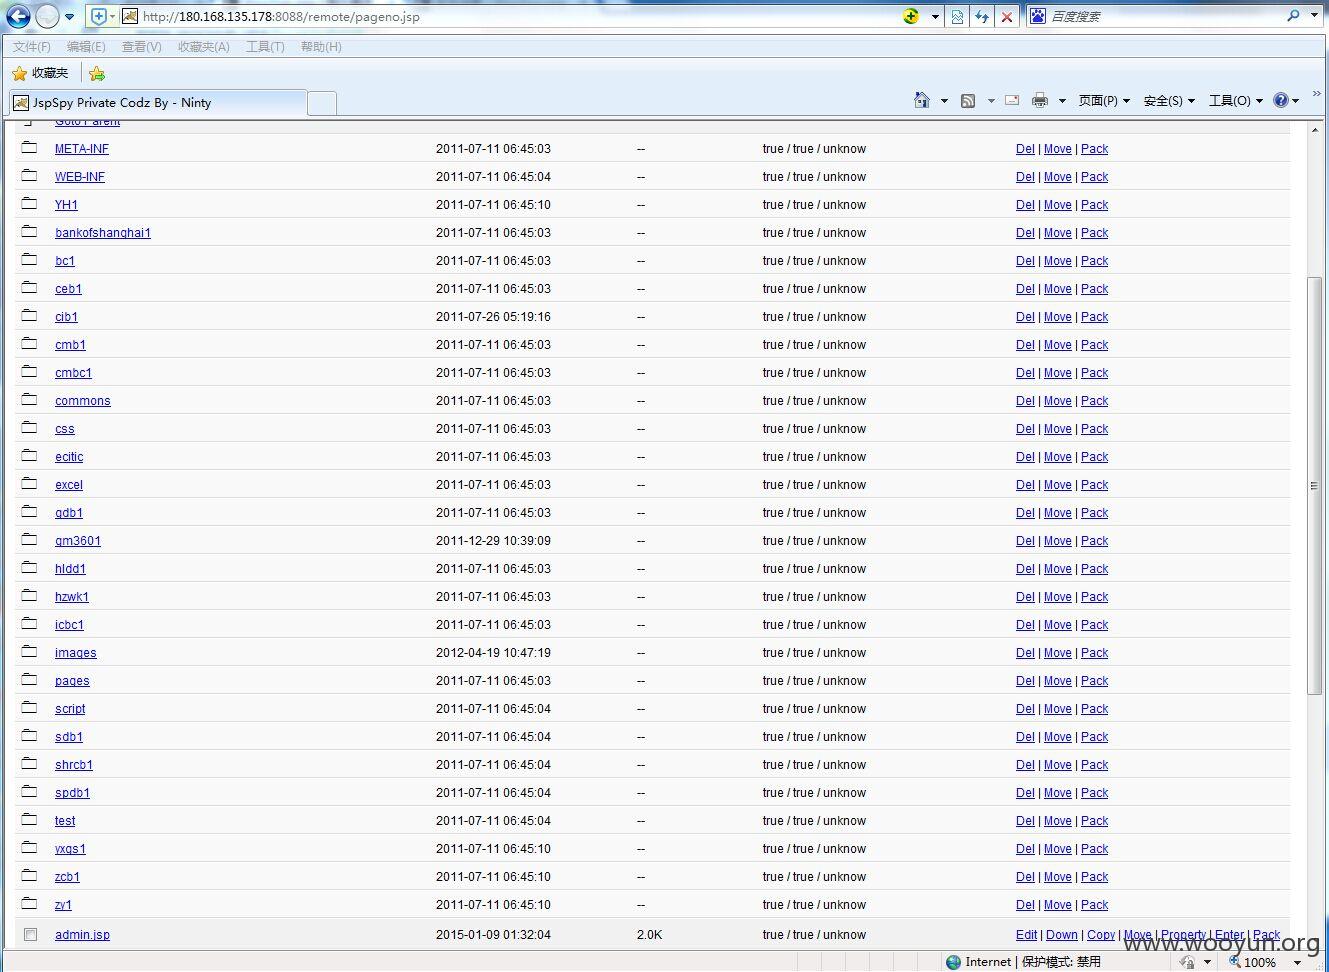 http://180.168.135.178:8088/remote/pageno.jsp
百度搜索
文件(F) 编辑(E) 查看(V) 收藏夹(A) 工具(T) 帮助(H)
收藏夹
JspSpy Private Codz By - Ninty
页面(P) 安全(S) 工具(O)
Goto Parent
META-INF 2011-07-11 06:45:03 -- true / true / unknow Del | Move | Pack
WEB-INF 2011-07-11 06:45:04 -- true / true / unknow Del | Move | Pack
YH1 2011-07-11 06:45:10 -- true / true / unknow Del | Move | Pack
bankofshanghai1 2011-07-11 06:45:03 -- true / true / unknow Del | Move | Pack
bc1 2011-07-11 06:45:03 -- true / true / unknow Del | Move | Pack
ceb1 2011-07-11 06:45:03 -- true / true / unknow Del | Move | Pack
cib1 2011-07-26 05:19:16 -- true / true / unknow Del | Move | Pack
cmb1 2011-07-11 06:45:03 -- true / true / unknow Del | Move | Pack
cmbc1 2011-07-11 06:45:03 -- true / true / unknow Del | Move | Pack
commons 2011-07-11 06:45:03 -- true / true / unknow Del | Move | Pack
css 2011-07-11 06:45:03 -- true / true / unknow Del | Move | Pack
ecitic 2011-07-11 06:45:03 -- true / true / unknow Del | Move | Pack
excel 2011-07-11 06:45:03 -- true / true / unknow Del | Move | Pack
gdb1 2011-07-11 06:45:03 -- true / true / unknow Del | Move | Pack
gm3601 2011-12-29 10:39:09 -- true / true / unknow Del | Move | Pack
hldd1 2011-07-11 06:45:03 -- true / true / unknow Del | Move | Pack
hzwk1 2011-07-11 06:45:03 -- true / true / unknow Del | Move | Pack
icbc1 2011-07-11 06:45:03 -- true / true / unknow Del | Move | Pack
images 2012-04-19 10:47:19 -- true / true / unknow Del | Move | Pack
pages 2011-07-11 06:45:03 -- true / true / unknow Del | Move | Pack
script 2011-07-11 06:45:04 -- true / true / unknow Del | Move | Pack
sdb1 2011-07-11 06:45:04 -- true / true / unknow Del | Move | Pack
shrcb1 2011-07-11 06:45:04 -- true / true / unknow Del | Move | Pack
spdb1 2011-07-11 06:45:04 -- true / true / unknow Del | Move | Pack
test 2011-07-11 06:45:04 -- true / true / unknow Del | Move | Pack
yxgs1 2011-07-11 06:45:10 -- true / true / unknow Del | Move | Pack
zcb1 2011-07-11 06:45:10 -- true / true / unknow Del | Move | Pack
zy1 2011-07-11 06:45:10 -- true / true / unknow Del | Move | Pack
admin.jsp 2015-01-09 01:32:04 2.0K true / true / unknow Edit | Down | Copy | Move | Property | Enter | Pack
www.wooyun.org
Internet | 保护模式: 禁用 100%